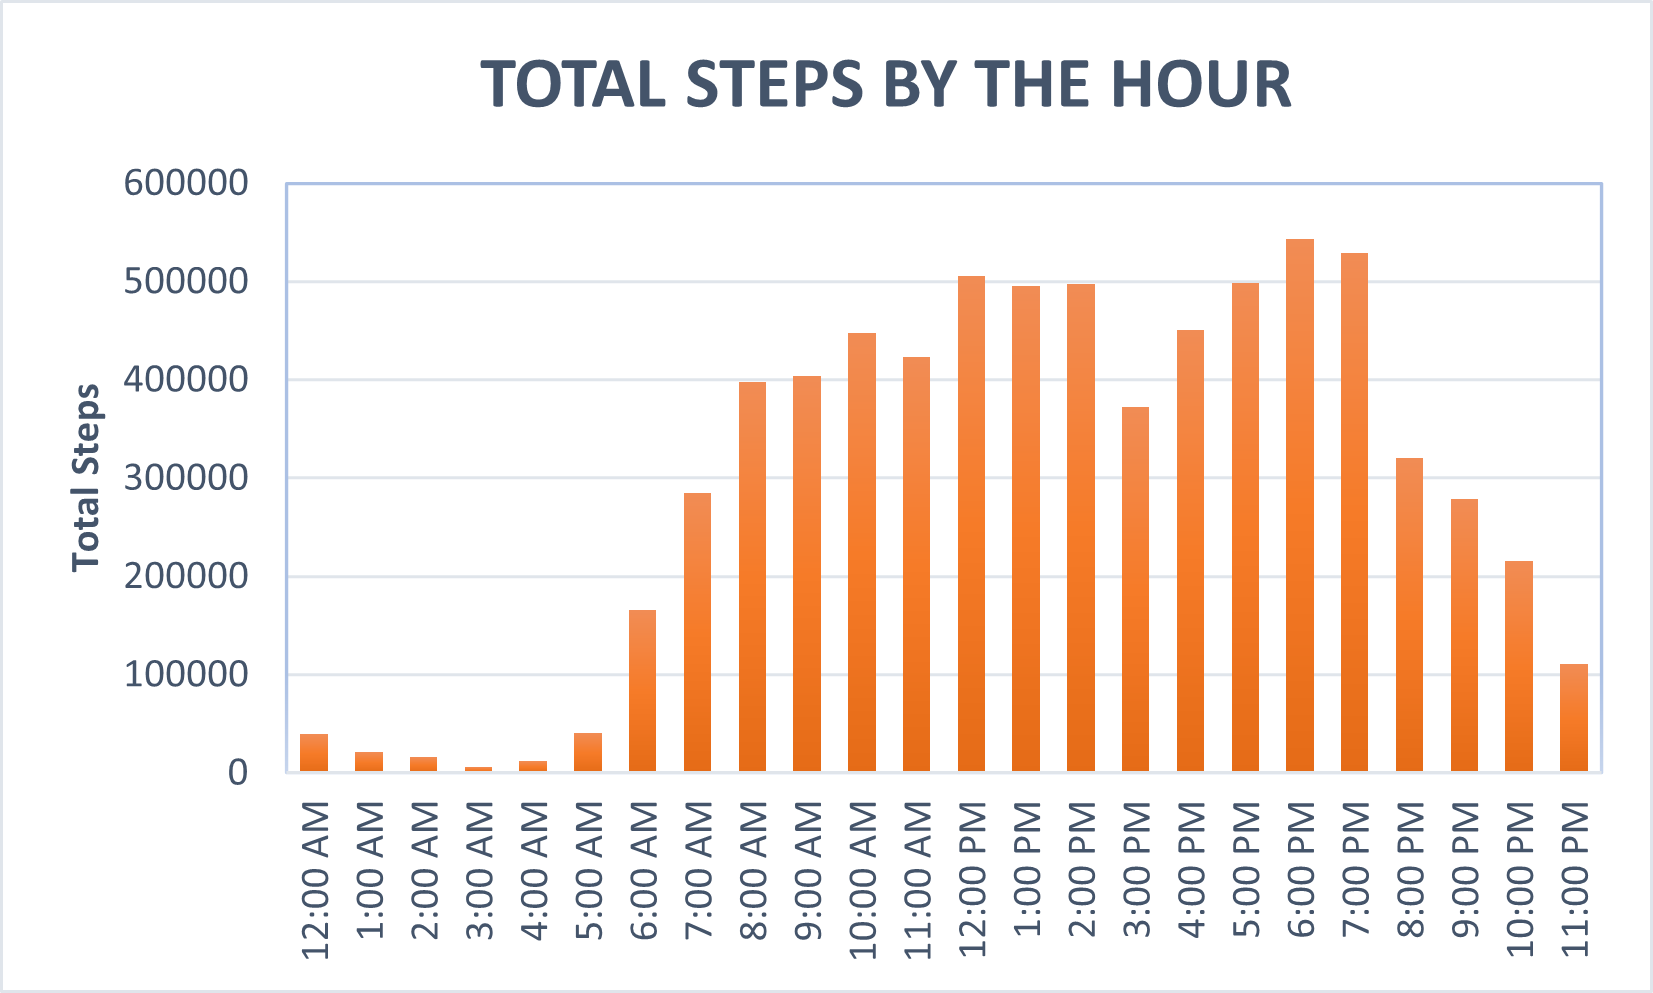 TOTAL STEPS BY THE HOUR
Total Steps
600000
500000
400000
300000
200000
100000
0
12:00 AM
1:00 AM
2:00 AM
3:00 AM
4:00 AM
5:00 AM
6:00 AM
7:00 AM
8:00 AM
9:00 AM
10:00 AM
11:00 AM
12:00 PM
1:00 PM
2:00 PM
3:00 PM
4:00 PM
5:00 PM
6:00 PM
7:00 PM
8:00 PM
9:00 PM
10:00 PM
11:00 PM